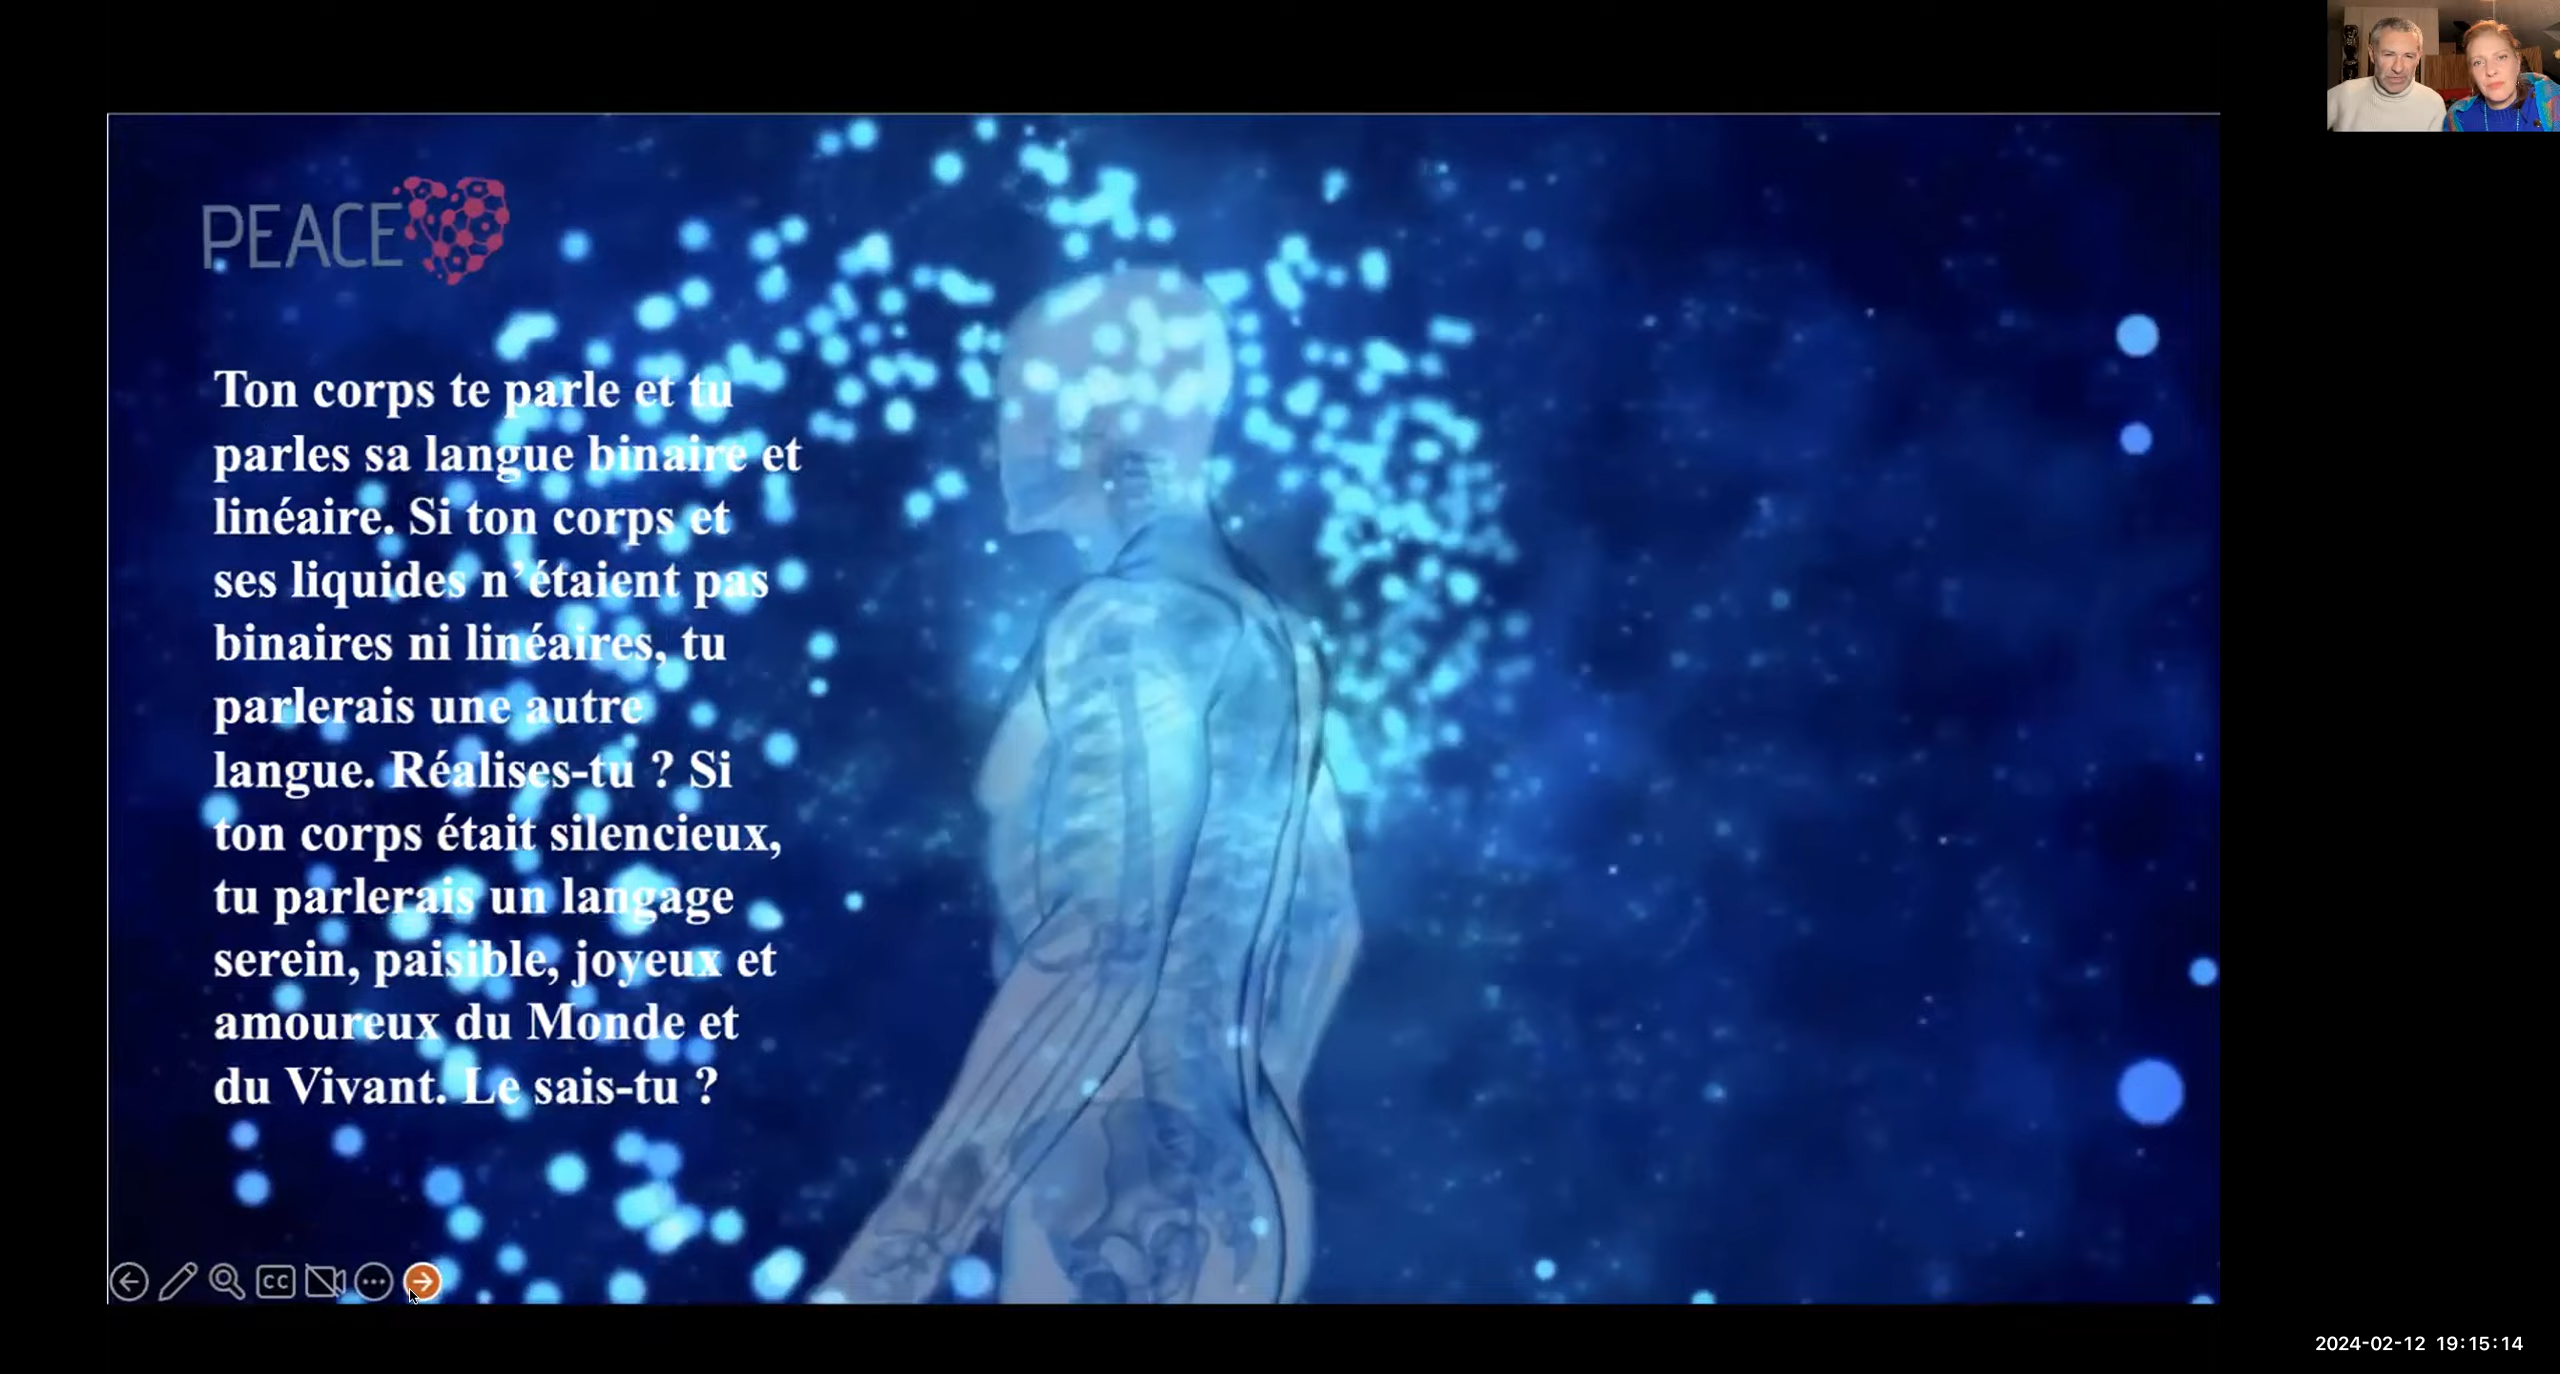 PEACE
Ton corps te parle et tu
parles sa langue binaire et
linéaire. Si ton corps et
ses liquides n’étaient pas
binaires ni linéaires, tu
parlerais une autre
langue. Réalises-tu ? Si
ton corps était silencieux,
tu parlerais un langage
serein, paisible, joyeux et
amoureux du Monde et
du Vivant. Le sais-tu ?
CC
2024-02-12 19:15:14